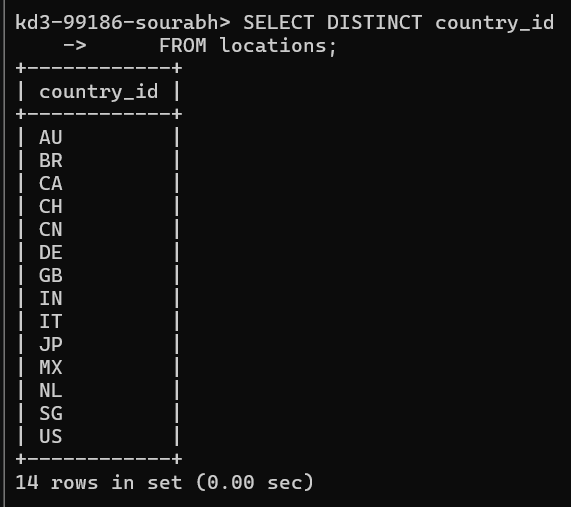 kd3-99186-sourabh> SELECT DISTINCT country_id
    ->      FROM locations;
+------------+
| country_id |
+------------+
| AU         |
| BR         |
| CA         |
| CH         |
| CN         |
| DE         |
| GB         |
| IN         |
| IT         |
| JP         |
| MX         |
| NL         |
| SG         |
| US         |
+------------+
14 rows in set (0.00 sec)